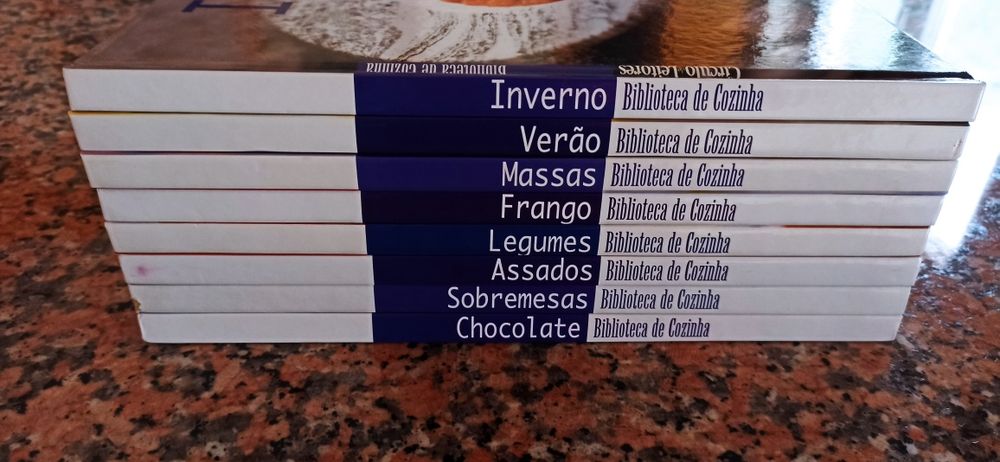 I
Biblioteca de Cozinha
Círculo Leitores
Inverno Biblioteca de Cozinha
Verão Biblioteca de Cozinha
Massas Biblioteca de Cozinha
Frango Biblioteca de Cozinha
Legumes Biblioteca de Cozinha
Assados Biblioteca de Cozinha
Sobremesas Biblioteca de Cozinha
Chocolate Biblioteca de Cozinha